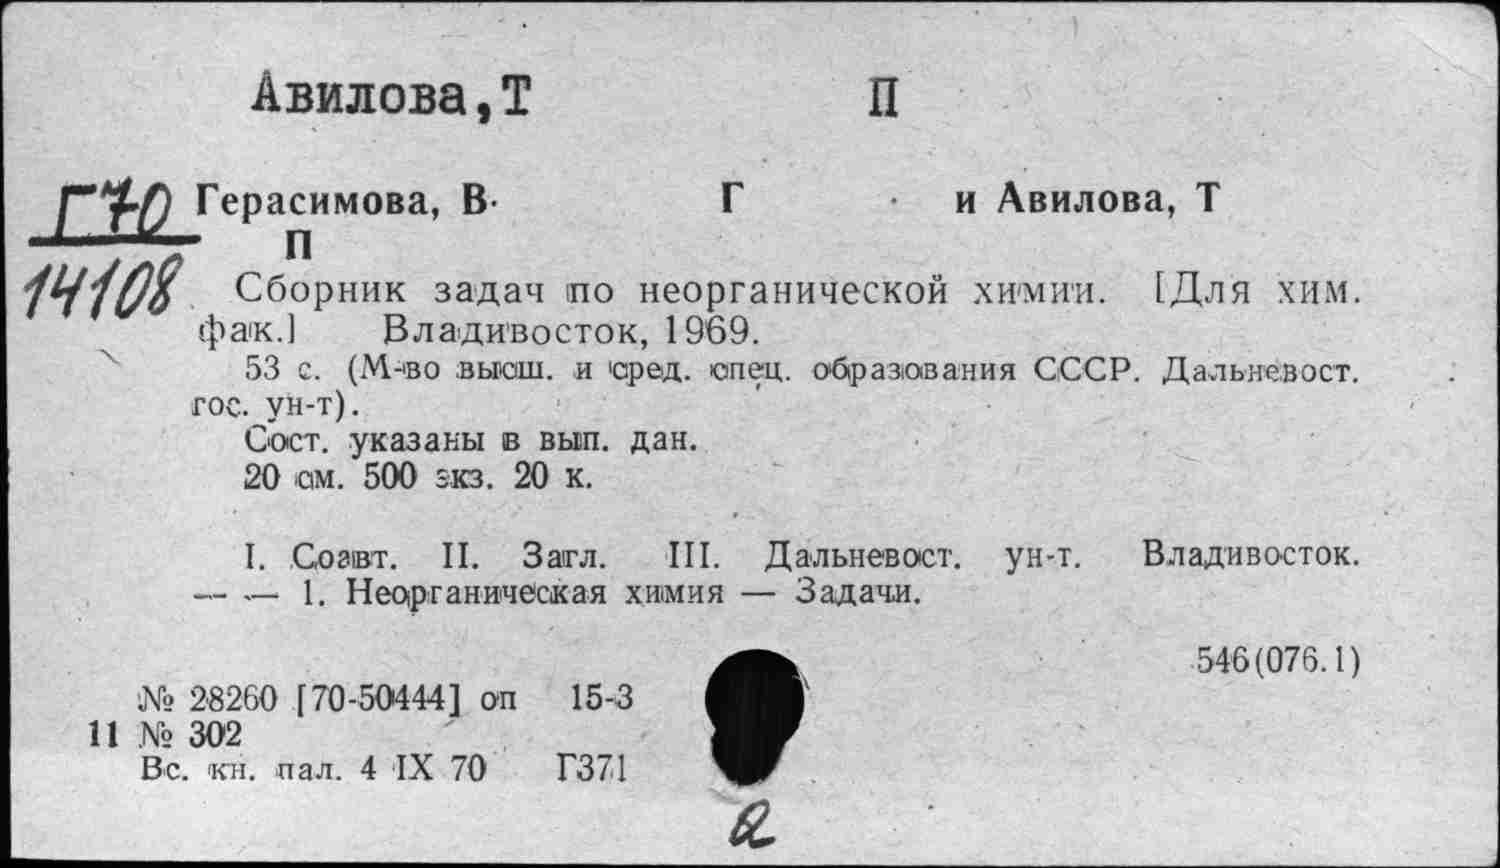 Авилова,Т П
Г70 Герасимова, В. Г и Авилова, Т
П
14108 Сборник задач по неорганической химии. [Для хим.
фак.] Владивосток, 1969.
53 с. (М-во высш. и сред. спец. образования СССР. Дальневост.
гос. ун-т).
Сост. указаны в вып. дан.
20 см. 500 экз. 20 к.
I. Соавт. II. Загл. III. Дальневост. ун-т. Владивосток.
— — 1. Неорганическая химия — Задачи.
546(076.1)
№ 28260 [70-50444] оп 15-3
11 № 302
Вс. кн. пал. 4 IX 70 Г371
а